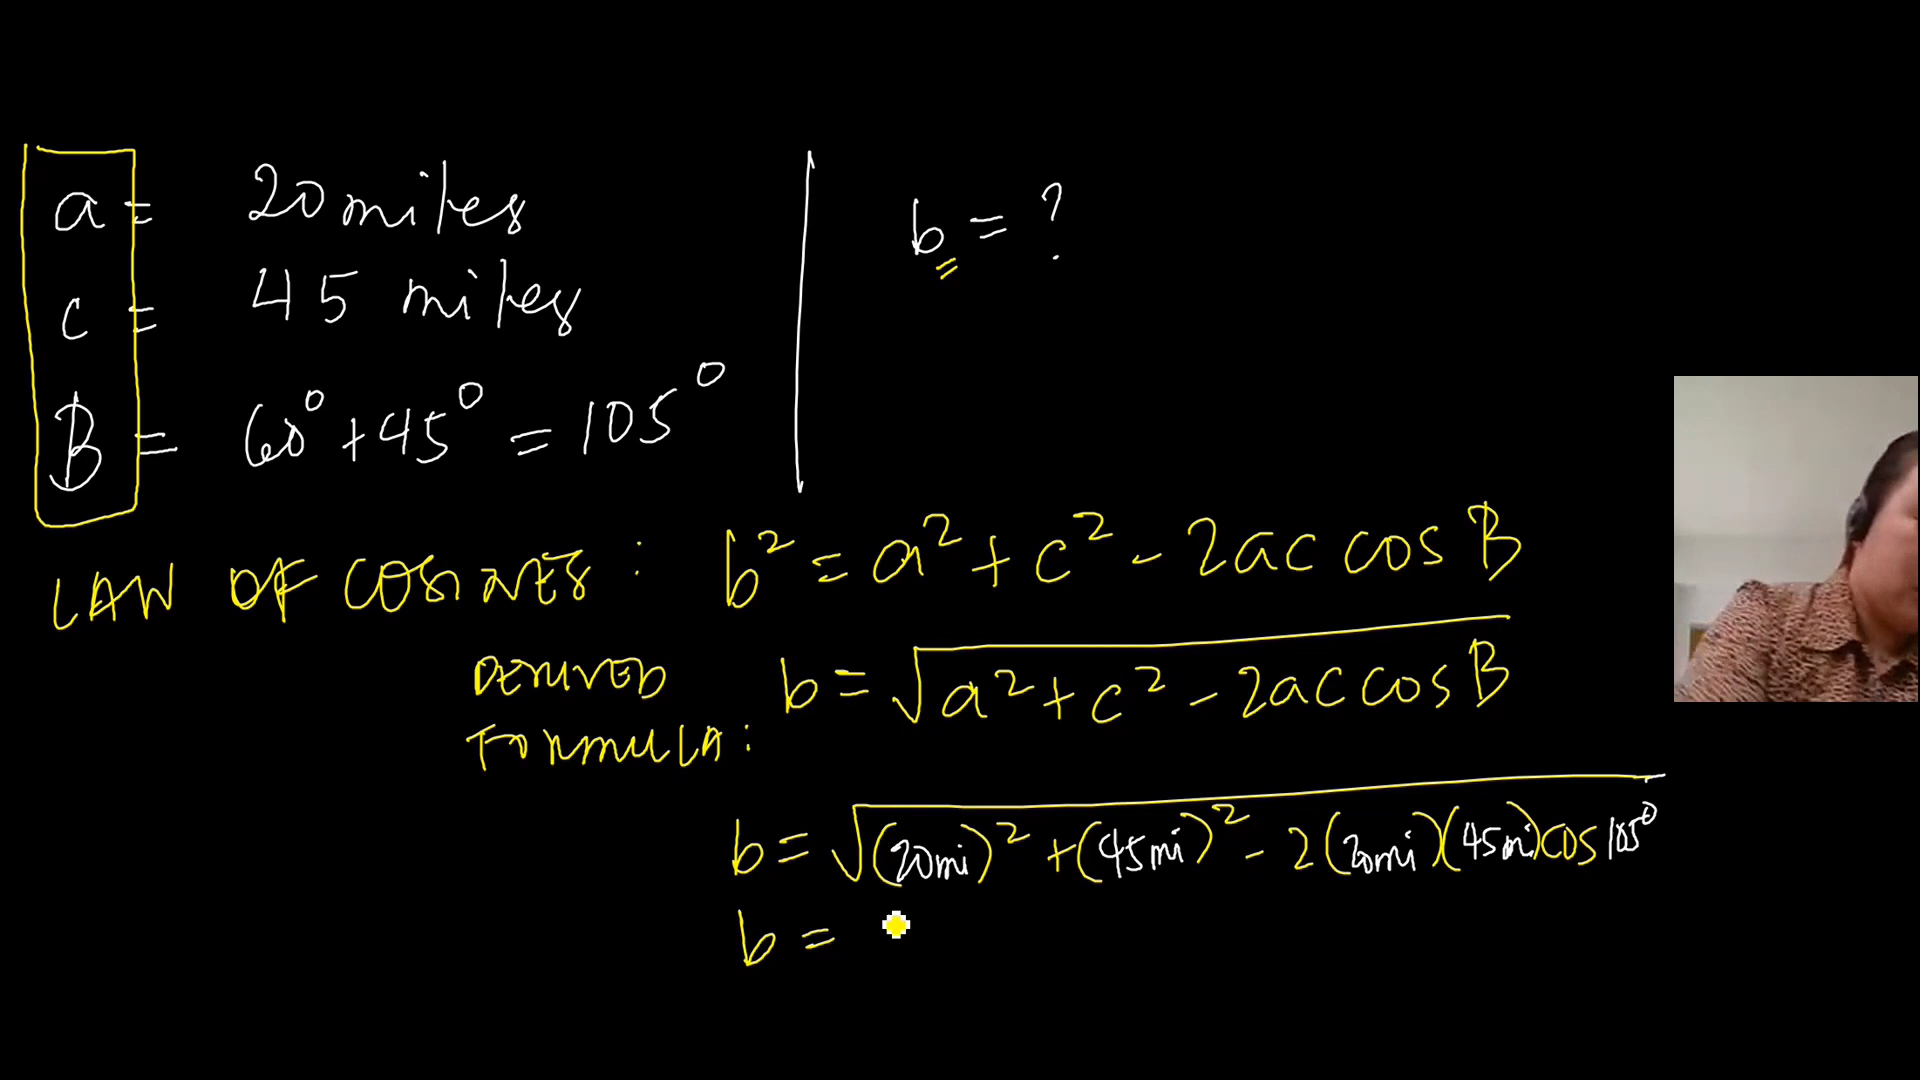 a = 20 miles
c = 45 miles
B = 60° + 45° = 105°
b = ?
LAW OF COSINES : b² = a² + c² - 2ac cos B
DERIVED FORMULA : b = √(a² + c² - 2ac cos B)
b = √((20mi)² + (45mi)² - 2(20mi)(45mi)cos 105°)
b =